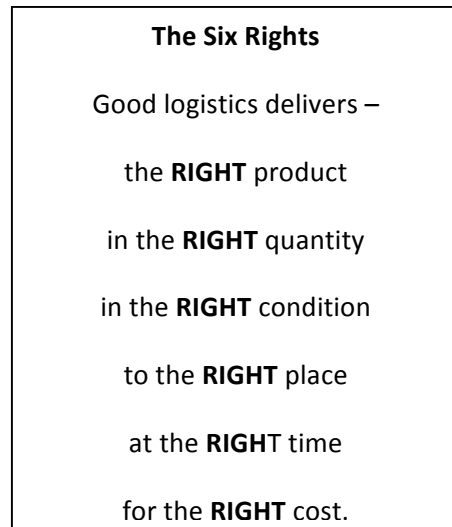 The Six Rights
Good logistics delivers –
the RIGHT product
in the RIGHT quantity
in the RIGHT condition
to the RIGHT place
at the RIGHT time
for the RIGHT cost.